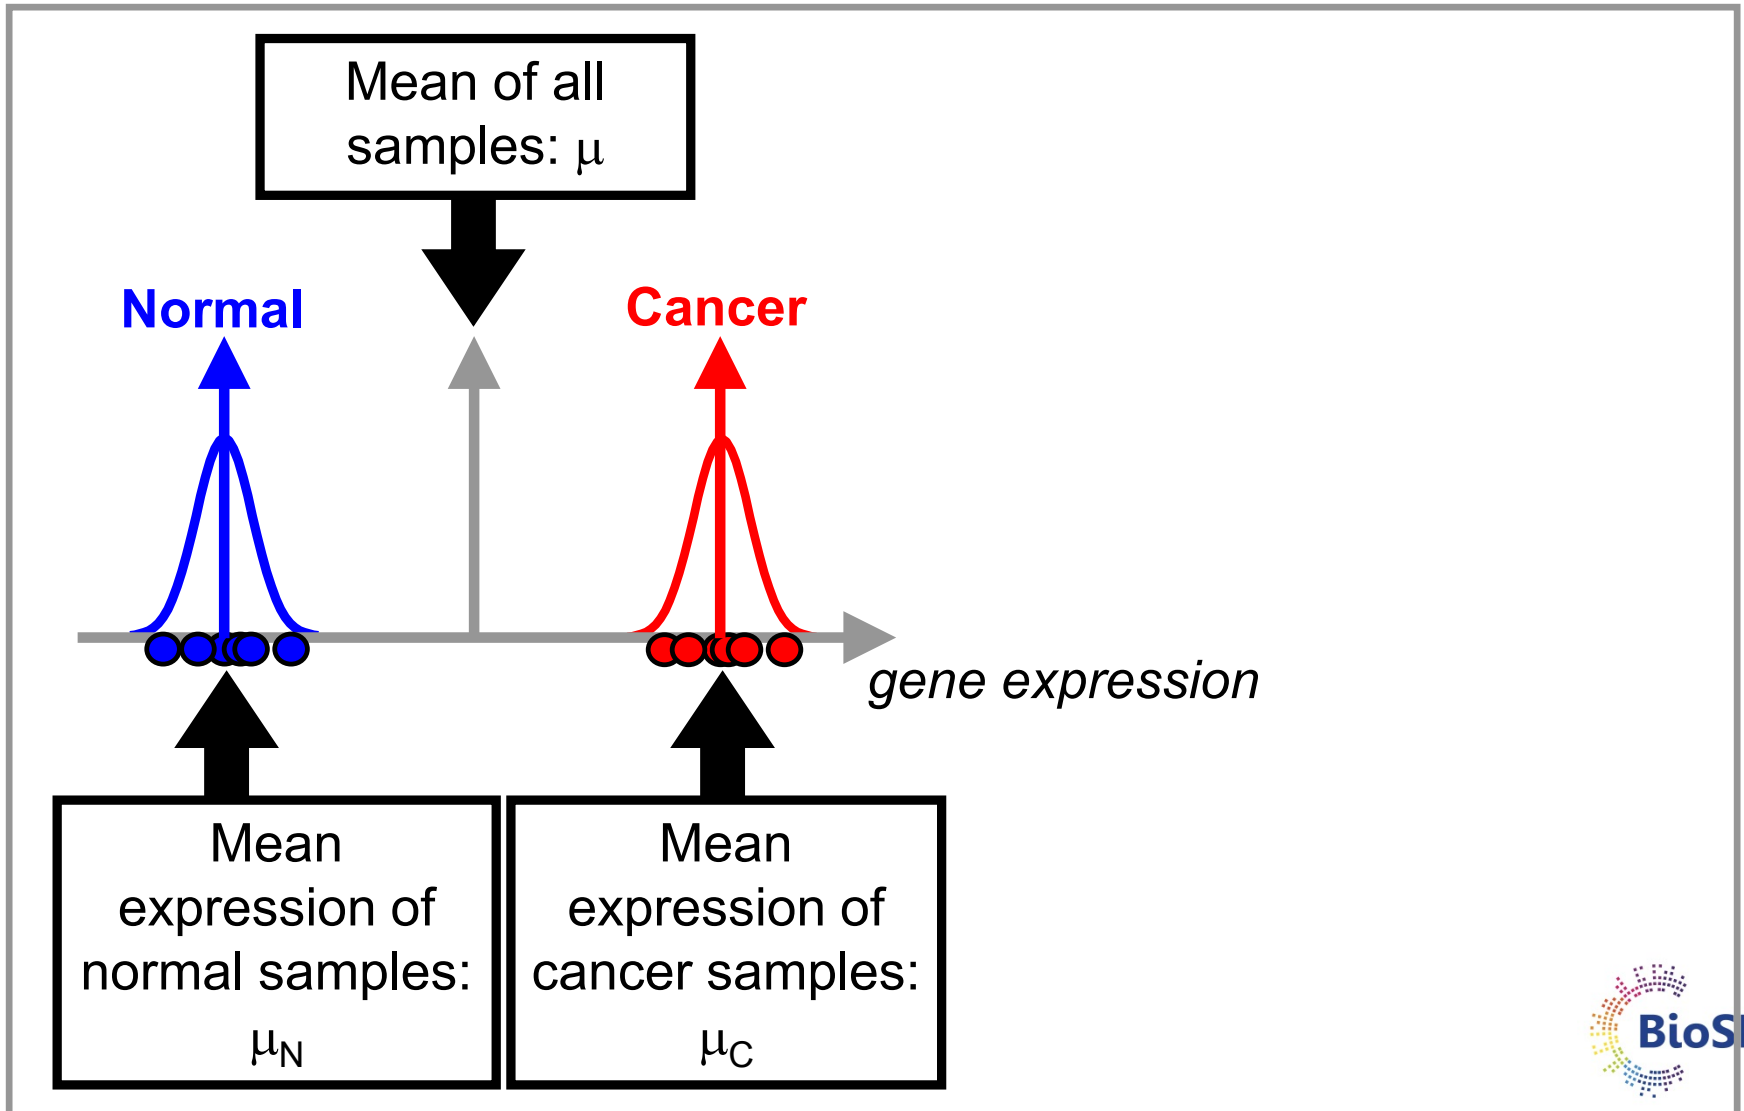 Mean of all
samples: μ
Normal
Cancer
gene expression
Mean
expression of
normal samples:
μN
Mean
expression of
cancer samples:
μC